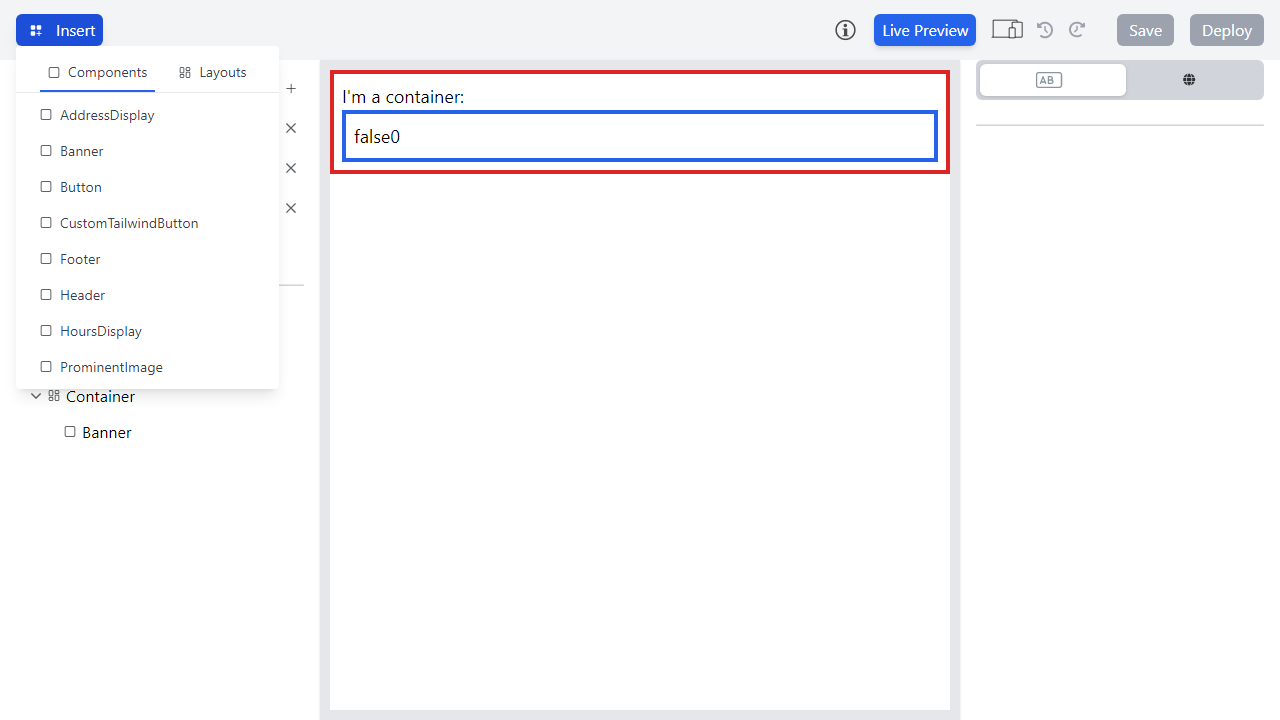 Insert
Live Preview
Save
Deploy
Components
Layouts
AddressDisplay
Banner
Button
CustomTailwindButton
Footer
Header
HoursDisplay
ProminentImage
Container
Banner
I'm a container:
false0
AB